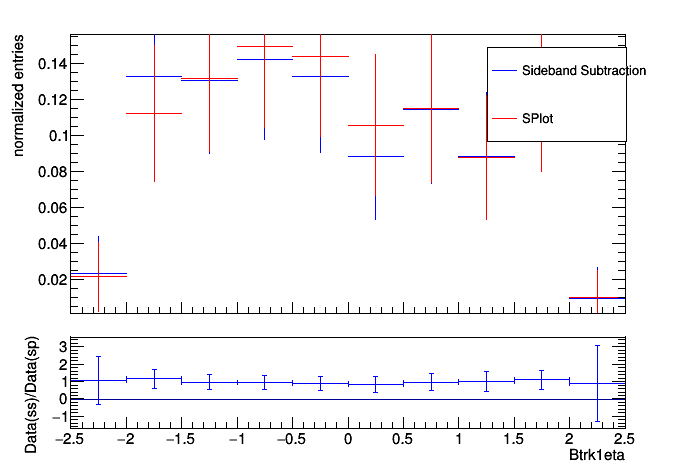 normalized entries
0.14
0.12
0.1
0.08
0.06
0.04
0.02
Sideband Subtraction
SPlot
Data(ss)/Data(sp)
3
2
1
0
−1
−2.5 −2 −1.5 −1 −0.5 0 0.5 1 1.5 2 2.5
Btrk1eta